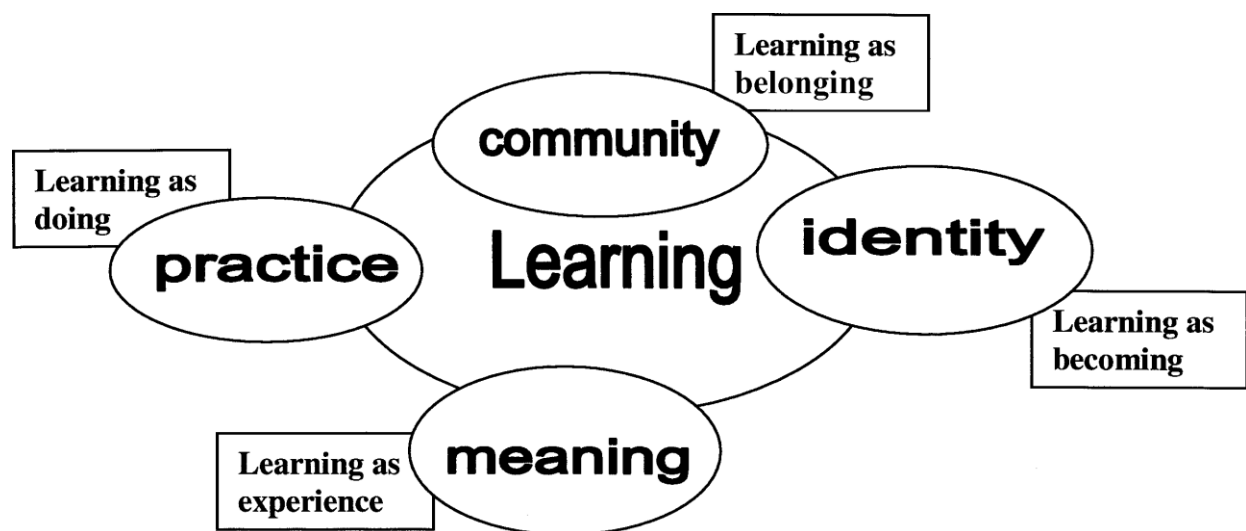 Learning as
belonging
community
Learning as
doing
practice
Learning
identity
Learning as
becoming
meaning
Learning as
experience